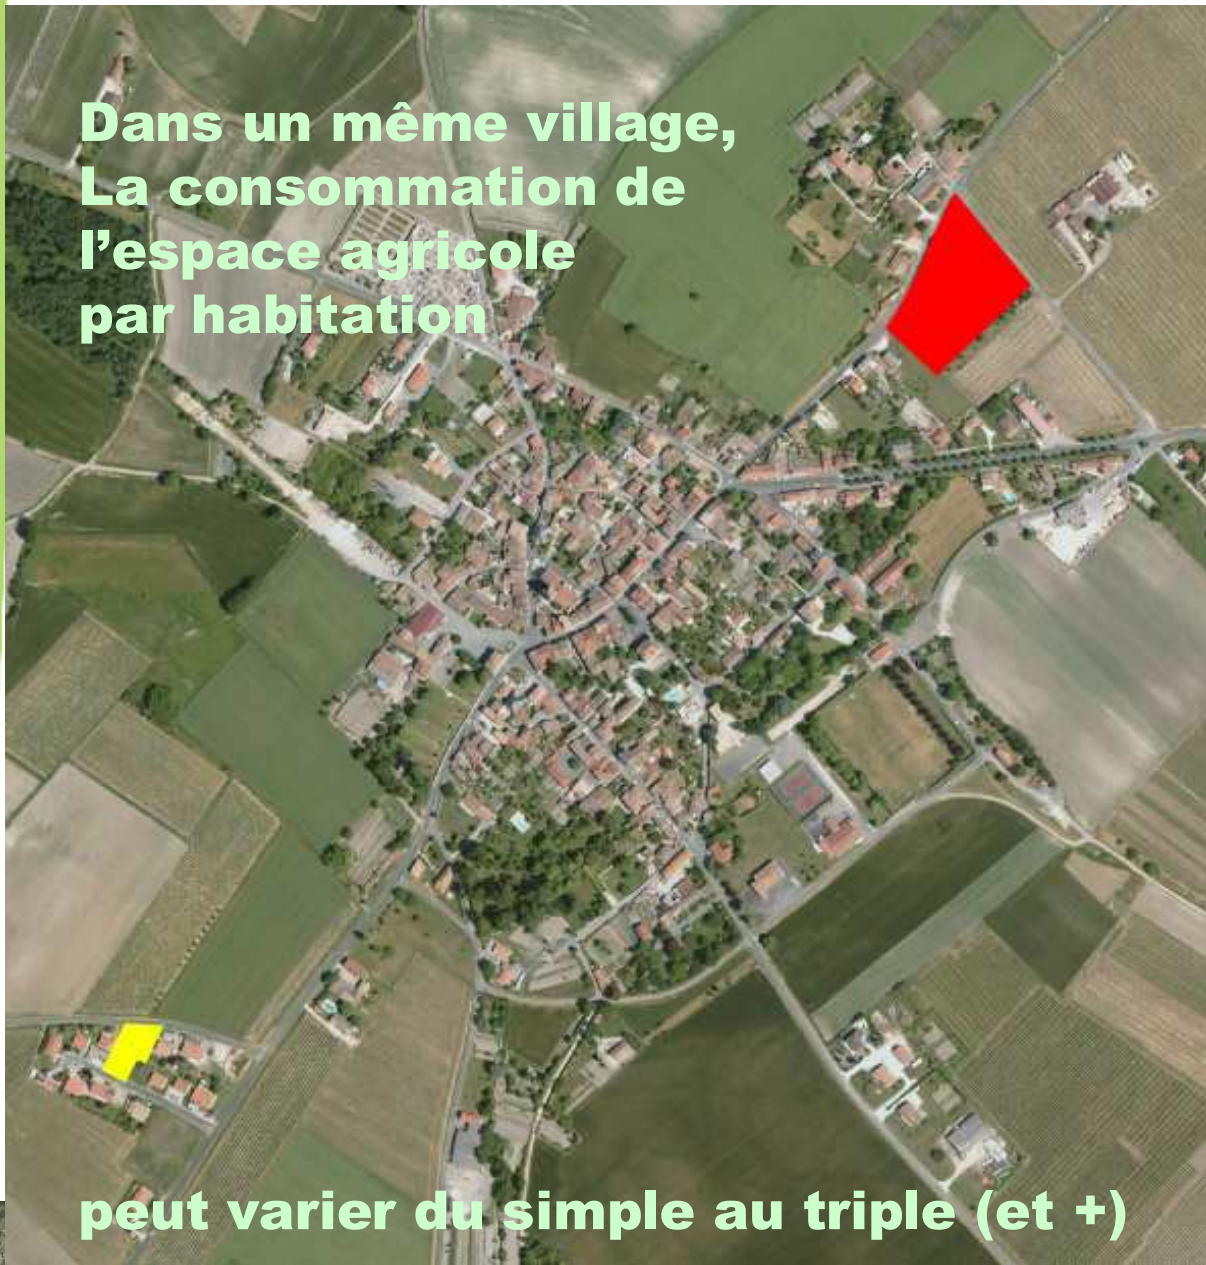 Dans un même village,
La consommation de
l’espace agricole
par habitation
peut varier du simple au triple (et +)